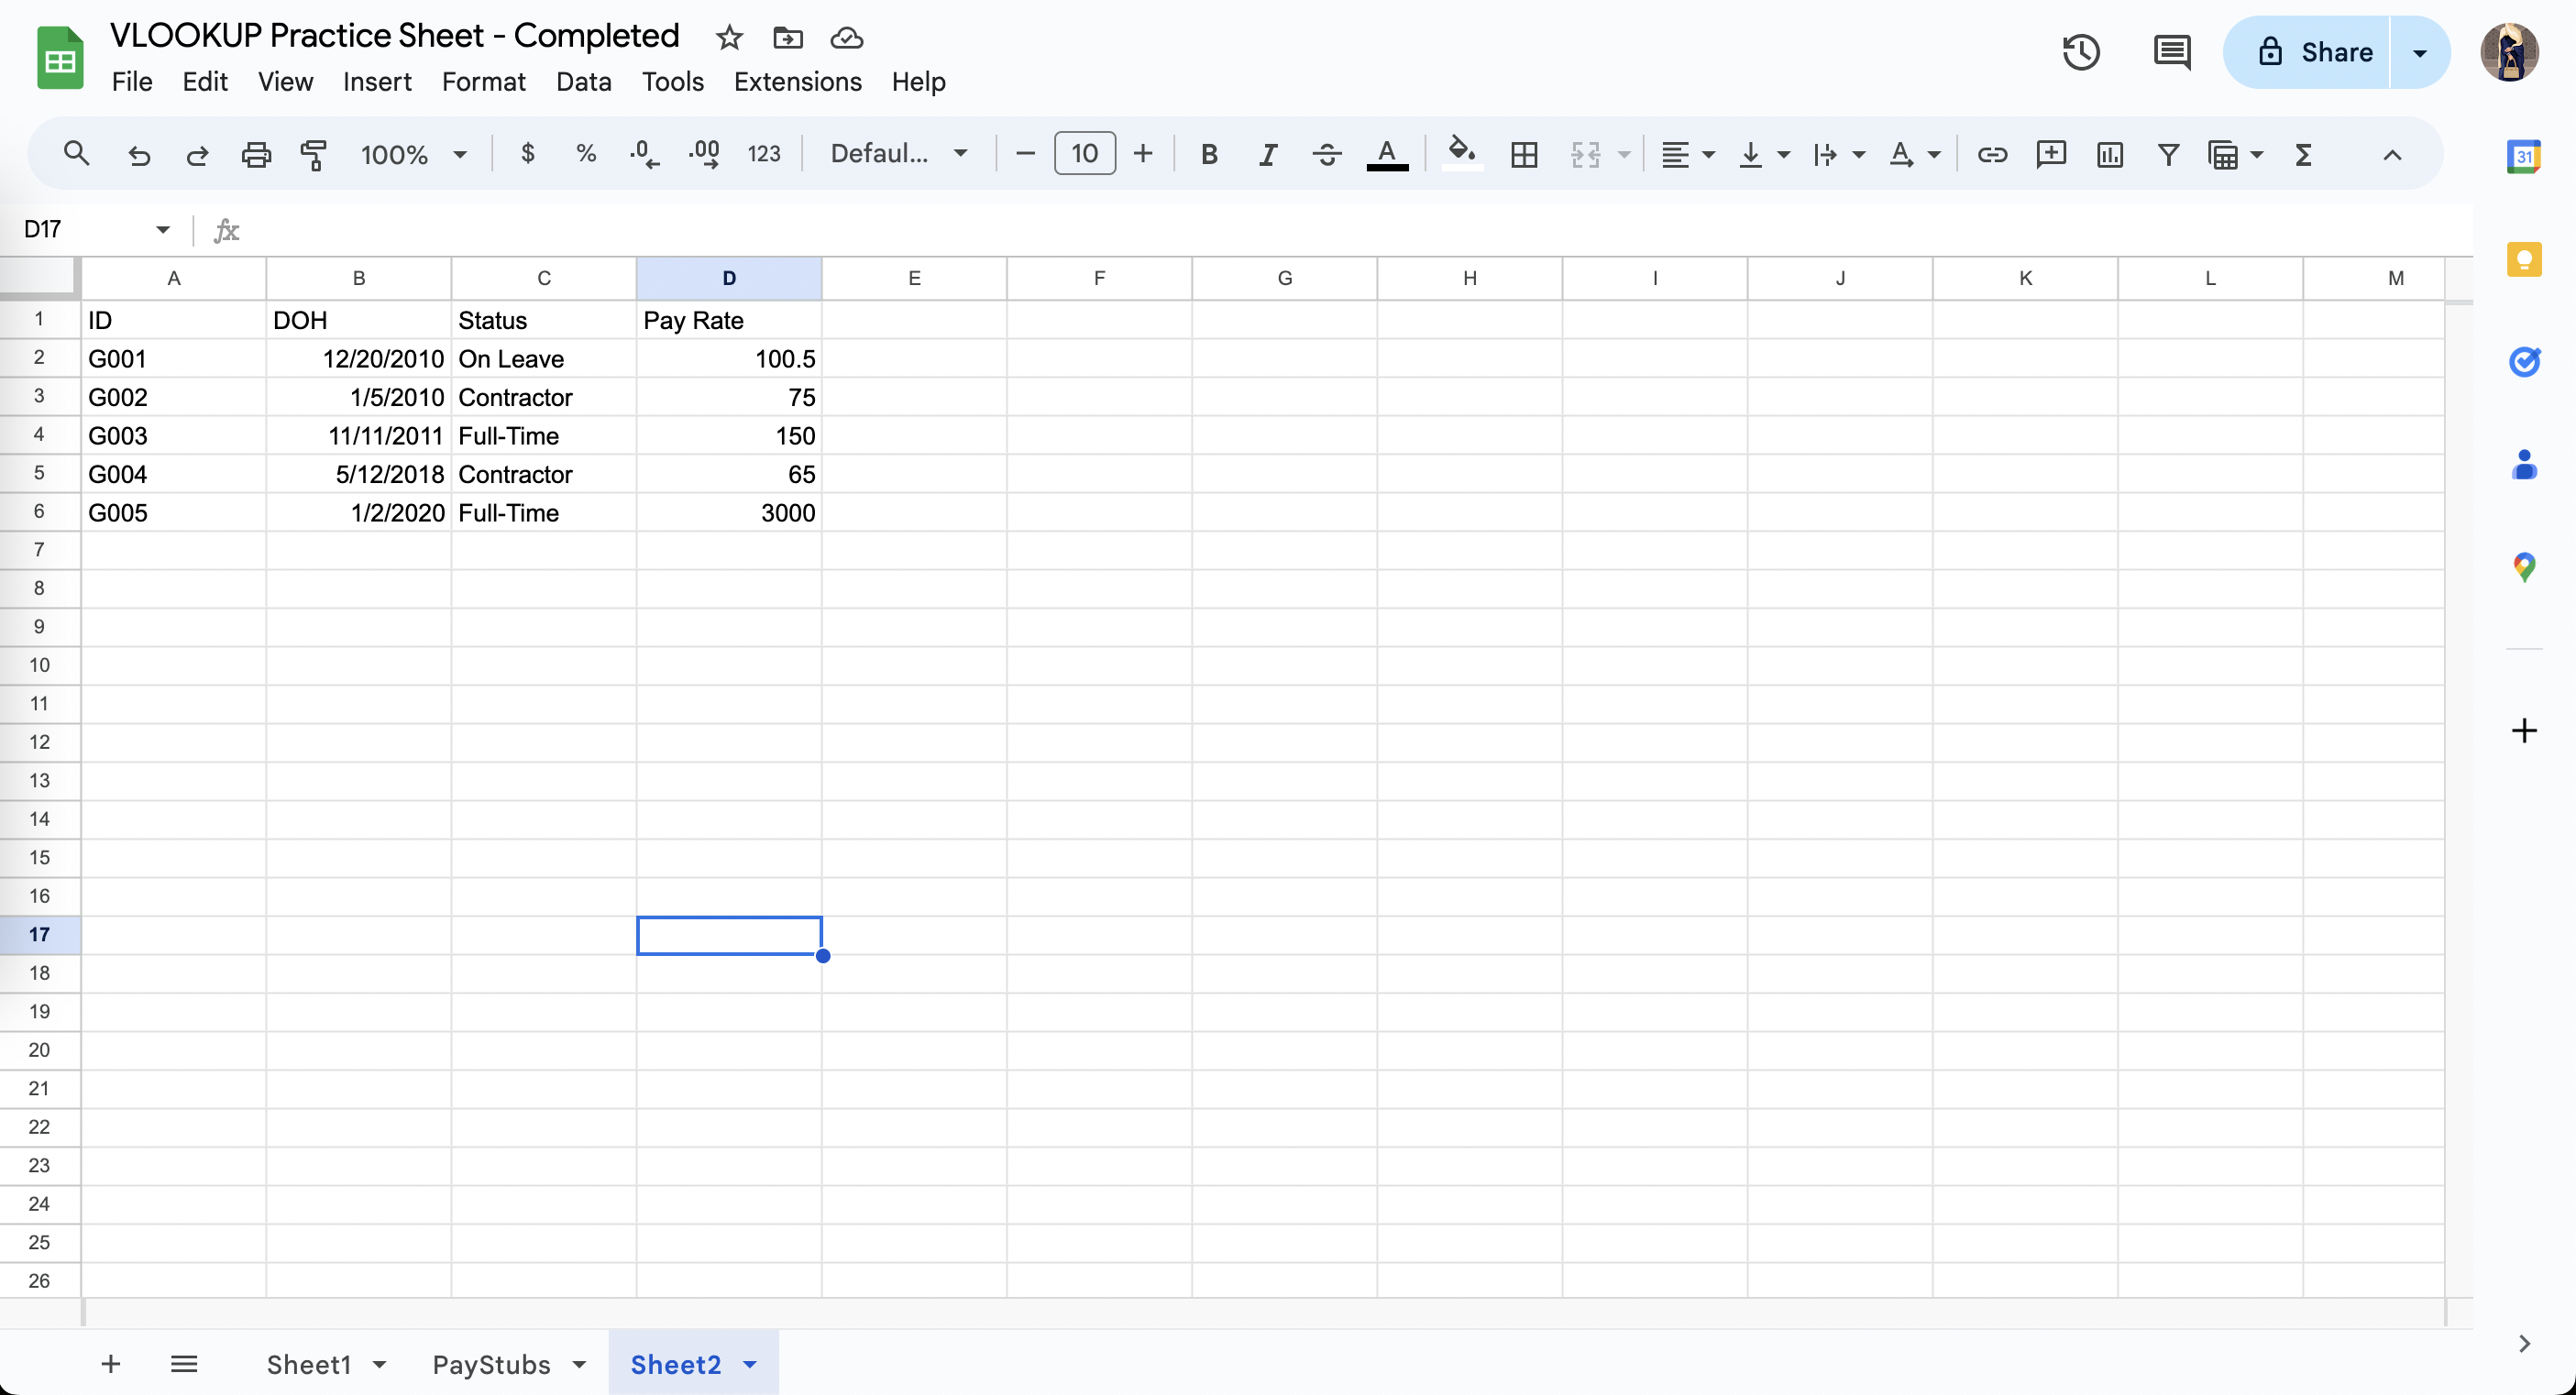 VLOOKUP Practice Sheet - Completed
File Edit View Insert Format Data Tools Extensions Help
Share
100% $ % .0 .00 123 Defaul... 10 B I A A Σ
31
D17 fx
A B C D E F G H I J K L M
1 ID DOH Status Pay Rate
2 G001 12/20/2010 On Leave 100.5
3 G002 1/5/2010 Contractor 75
4 G003 11/11/2011 Full-Time 150
5 G004 5/12/2018 Contractor 65
6 G005 1/2/2020 Full-Time 3000
7
8
9
10
11
12
13
14
15
16
17
18
19
20
21
22
23
24
25
26
Sheet1 PayStubs Sheet2